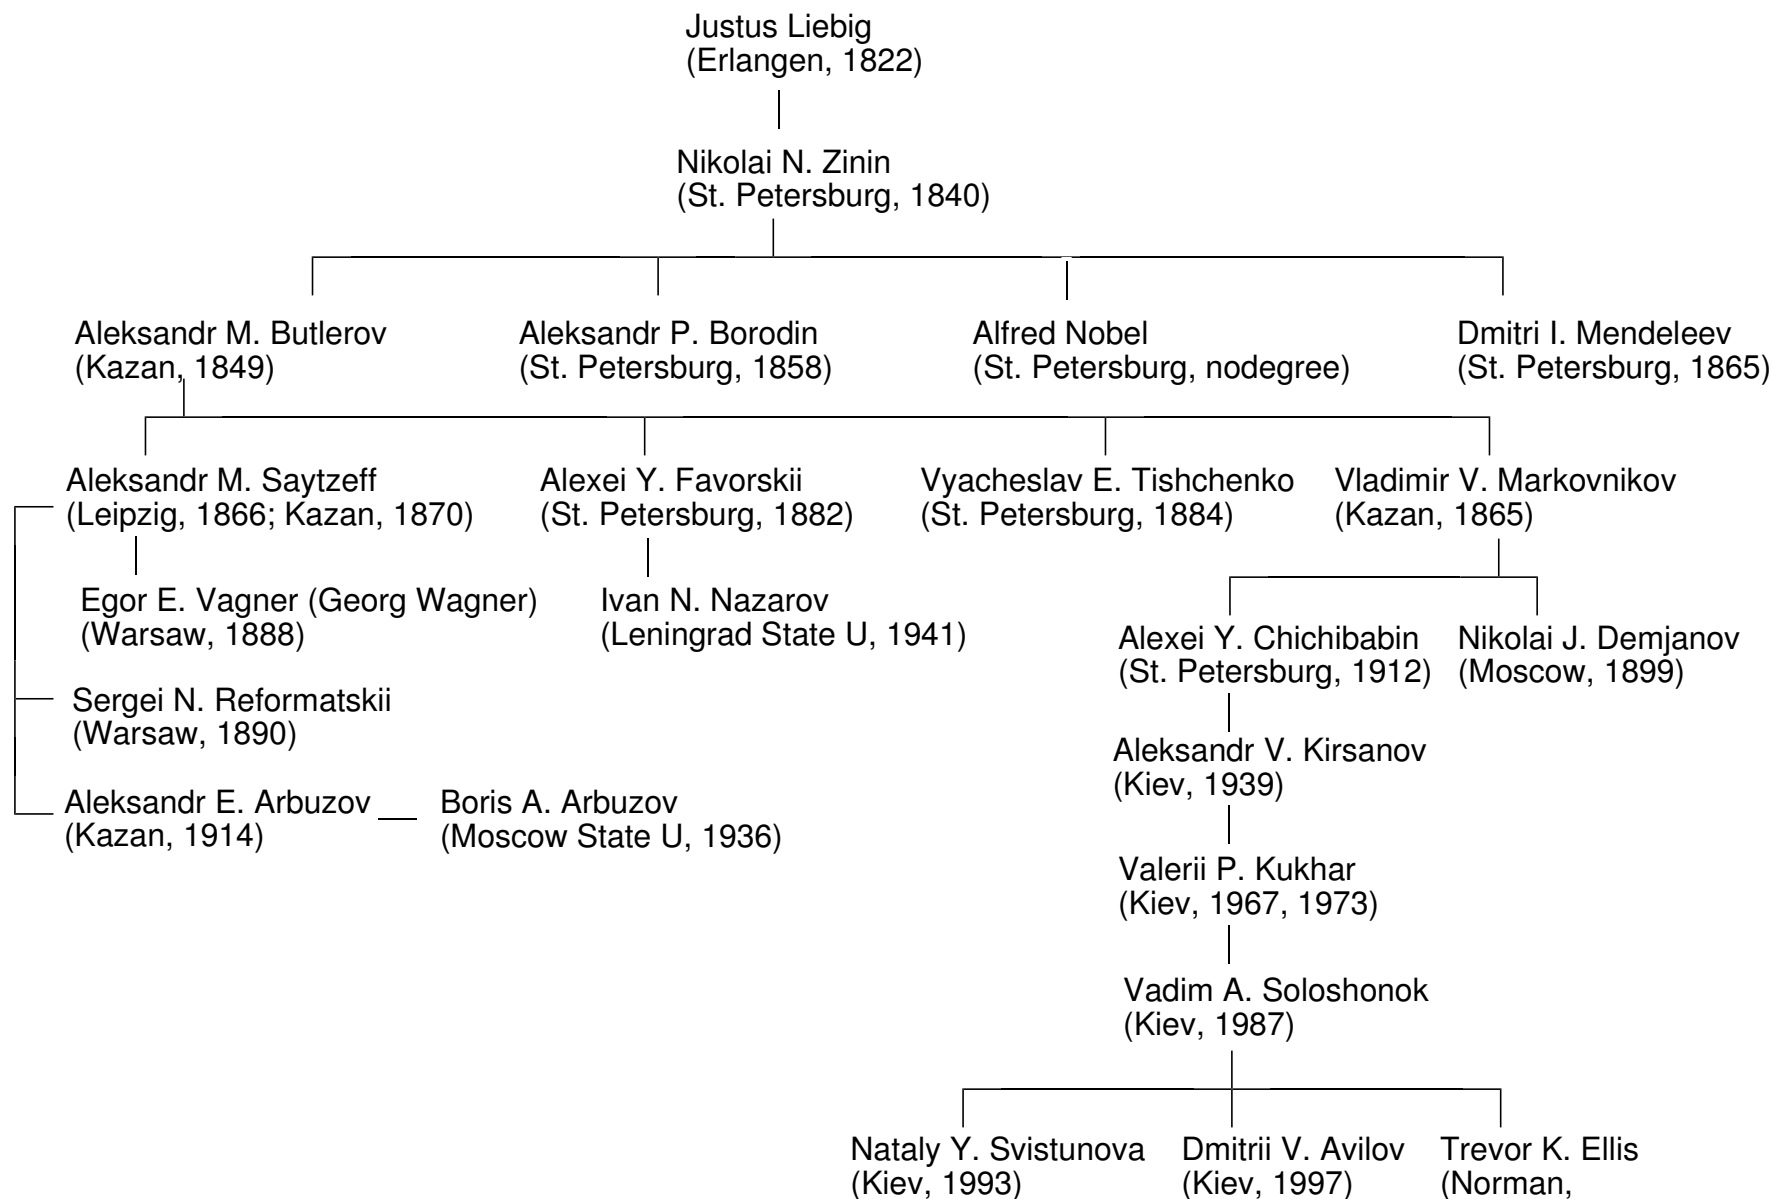 Justus Liebig
(Erlangen, 1822)
Nikolai N. Zinin
(St. Petersburg, 1840)
Aleksandr M. Butlerov
(Kazan, 1849)
Aleksandr P. Borodin
(St. Petersburg, 1858)
Alfred Nobel
(St. Petersburg, nodegree)
Dmitri I. Mendeleev
(St. Petersburg, 1865)
Aleksandr M. Saytzeff
(Leipzig, 1866; Kazan, 1870)
Alexei Y. Favorskii
(St. Petersburg, 1882)
Vyacheslav E. Tishchenko
(St. Petersburg, 1884)
Vladimir V. Markovnikov
(Kazan, 1865)
Egor E. Vagner (Georg Wagner)
(Warsaw, 1888)
Ivan N. Nazarov
(Leningrad State U, 1941)
Alexei Y. Chichibabin
(St. Petersburg, 1912)
Nikolai J. Demjanov
(Moscow, 1899)
Sergei N. Reformatskii
(Warsaw, 1890)
Aleksandr V. Kirsanov
(Kiev, 1939)
Aleksandr E. Arbuzov
(Kazan, 1914)
Boris A. Arbuzov
(Moscow State U, 1936)
Valerii P. Kukhar
(Kiev, 1967, 1973)
Vadim A. Soloshonok
(Kiev, 1987)
Nataly Y. Svistunova
(Kiev, 1993)
Dmitrii V. Avilov
(Kiev, 1997)
Trevor K. Ellis
(Norman,